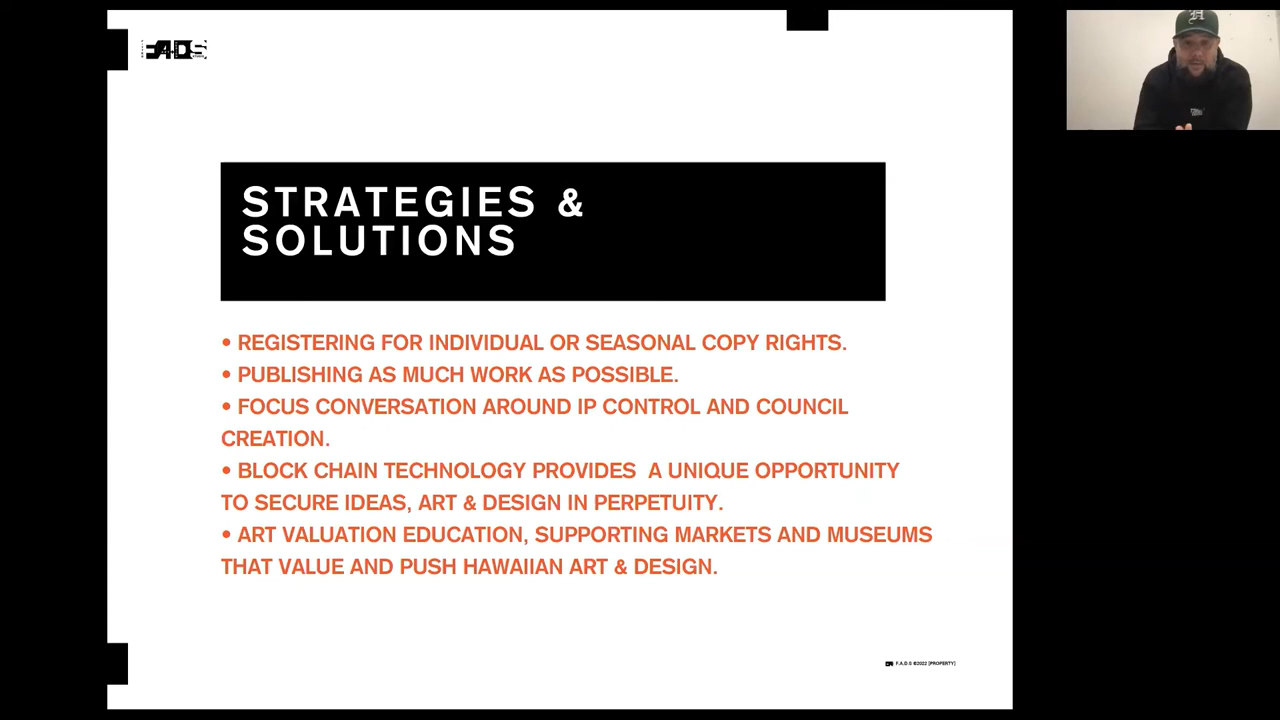 F.A.D.S
STRATEGIES &
SOLUTIONS
• REGISTERING FOR INDIVIDUAL OR SEASONAL COPY RIGHTS.
• PUBLISHING AS MUCH WORK AS POSSIBLE.
• FOCUS CONVERSATION AROUND IP CONTROL AND COUNCIL
CREATION.
• BLOCK CHAIN TECHNOLOGY PROVIDES  A UNIQUE OPPORTUNITY
TO SECURE IDEAS, ART & DESIGN IN PERPETUITY.
• ART VALUATION EDUCATION, SUPPORTING MARKETS AND MUSEUMS
THAT VALUE AND PUSH HAWAIIAN ART & DESIGN.
F.A.D.S ©2022 [PROPERTY]